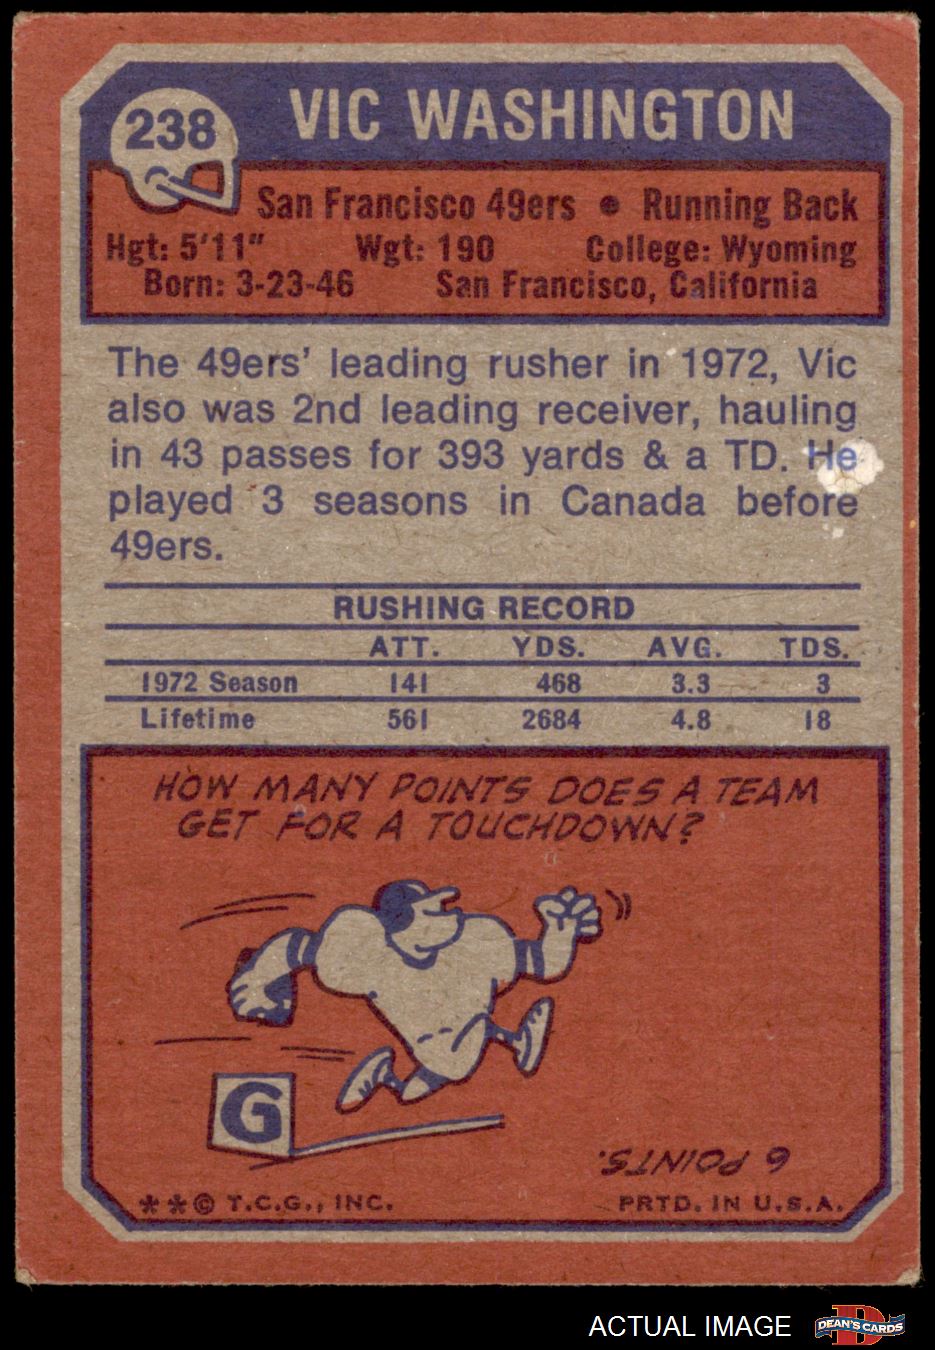 238
VIC WASHINGTON
San Francisco 49ers • Running Back
Hgt: 5'11" Wgt: 190 College: Wyoming
Born: 3-23-46 San Francisco, California
The 49ers' leading rusher in 1972, Vic
also was 2nd leading receiver, hauling
in 43 passes for 393 yards & a TD. He
played 3 seasons in Canada before
49ers.
RUSHING RECORD
ATT. YDS. AVG. TDS.
1972 Season 141 468 3.3 3
Lifetime 561 2684 4.8 18
HOW MANY POINTS DOES A TEAM
GET FOR A TOUCHDOWN?
G
6 POINTS.
**© T.C.G., INC. PRTD. IN U.S.A.
ACTUAL IMAGE
D
DEAN'S CARDS